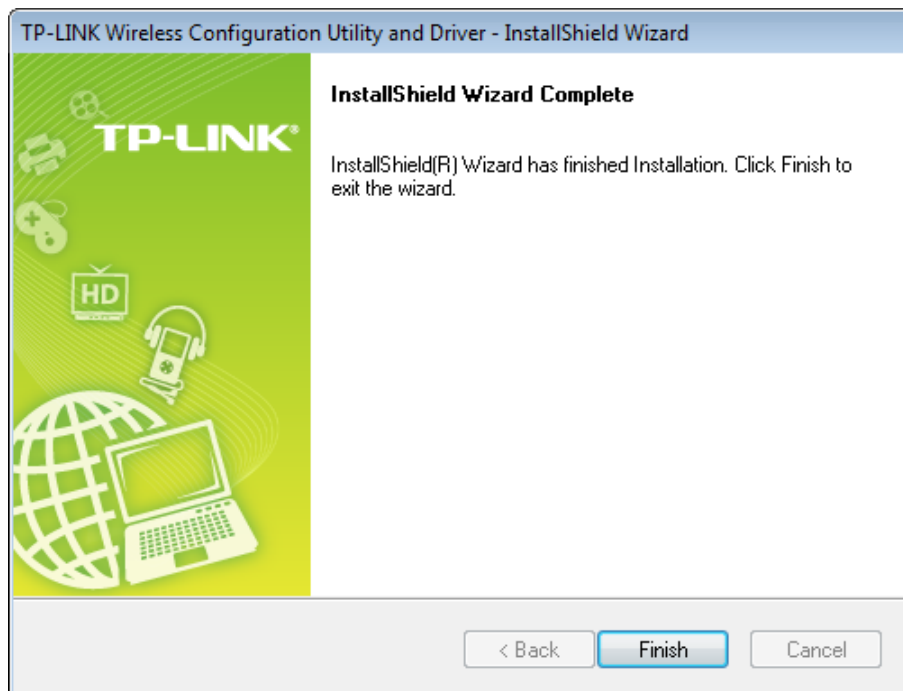 TP-LINK Wireless Configuration Utility and Driver - InstallShield Wizard
TP-LINK®
InstallShield Wizard Complete
InstallShield(R) Wizard has finished Installation. Click Finish to
exit the wizard.
HD
< Back
Finish
Cancel